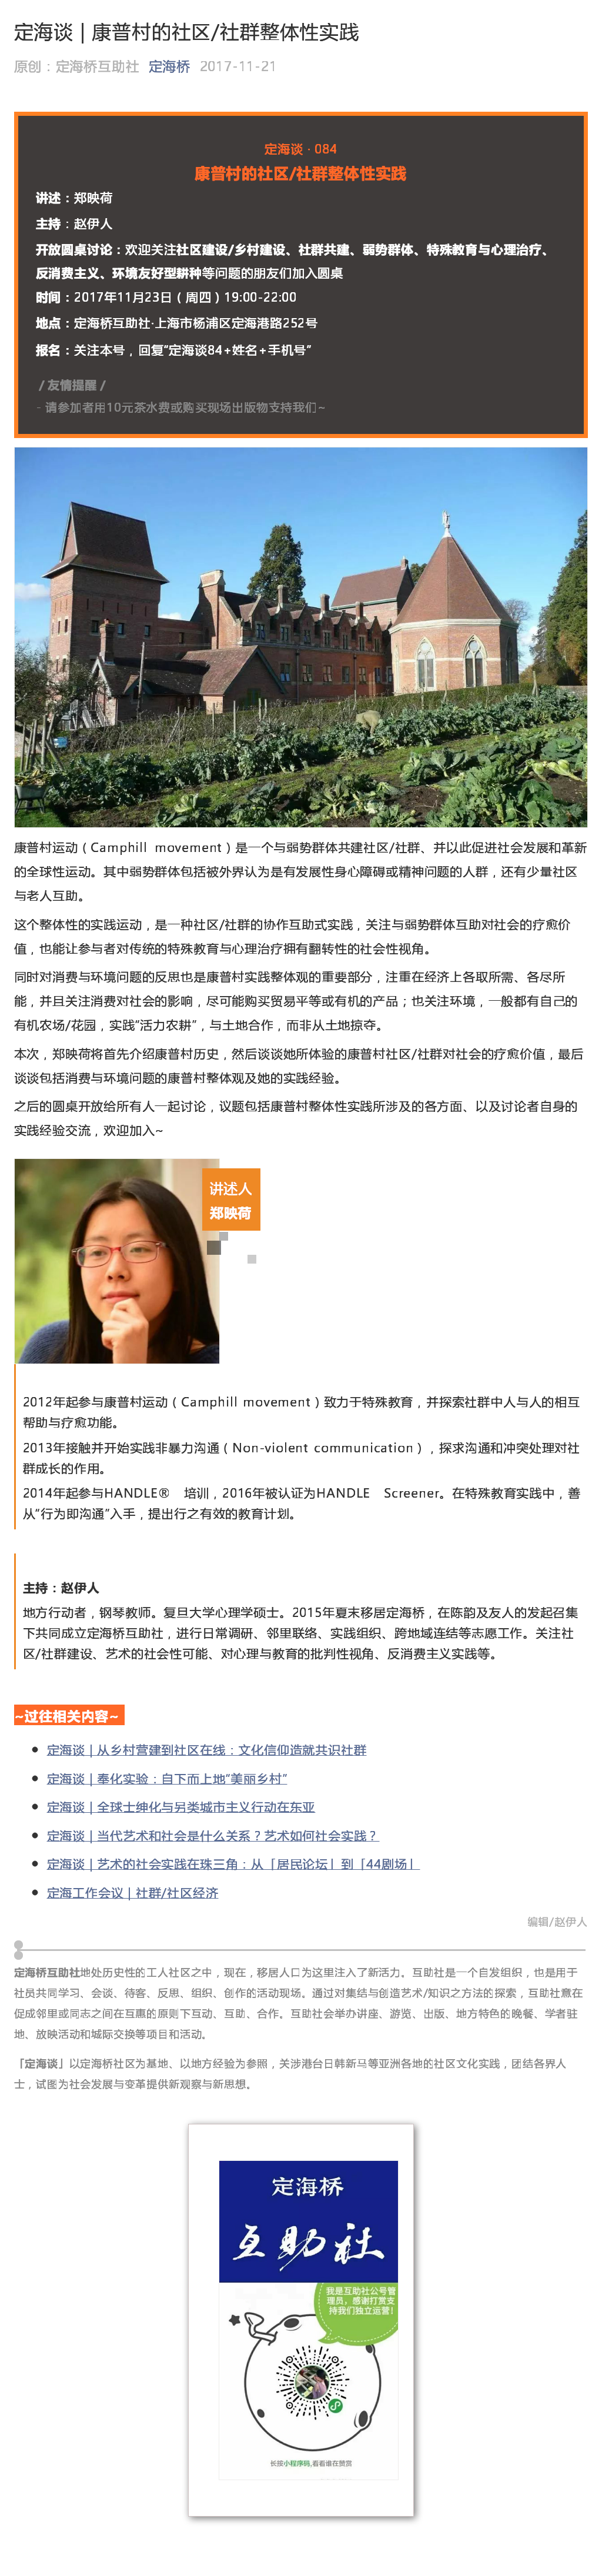 定海谈 | 康普村的社区/社群整体性实践
原创：定海桥互助社 定海桥 2017-11-21
定海谈 · 084
康普村的社区/社群整体性实践
讲述：郑映荷
主持：赵伊人
开放圆桌讨论：欢迎关注社区建设/乡村建设、社群共建、弱势群体、特殊教育与心理治疗、
反消费主义、环境友好型耕种等问题的朋友们加入圆桌
时间：2017年11月23日（周四）19:00-22:00
地点：定海桥互助社·上海市杨浦区定海港路252号
报名：关注本号，回复“定海谈84+姓名+手机号”
/ 友情提醒 /
- 请参加者用10元茶水费或购买现场出版物支持我们~
康普村运动（Camphill movement）是一个与弱势群体共建社区/社群、并以此促进社会发展和革新
的全球性运动。其中弱势群体包括被外界认为是有发展性身心障碍或精神问题的人群，还有少量社区
与老人互助。
这个整体性的实践运动，是一种社区/社群的协作互助式实践，关注与弱势群体互助对社会的疗愈价
值，也能让参与者对传统的特殊教育与心理治疗拥有翻转性的社会性视角。
同时对消费与环境问题的反思也是康普村实践整体观的重要部分，注重在经济上各取所需、各尽所
能，并且关注消费对社会的影响，尽可能购买贸易平等或有机的产品；也关注环境，一般都有自己的
有机农场/花园，实践“活力农耕”，与土地合作，而非从土地掠夺。
本次，郑映荷将首先介绍康普村历史，然后谈谈她所体验的康普村社区/社群对社会的疗愈价值，最后
谈谈包括消费与环境问题的康普村整体观及她的实践经验。
之后的圆桌开放给所有人一起讨论，议题包括康普村整体性实践所涉及的各方面、以及讨论者自身的
实践经验交流，欢迎加入~
讲述人
郑映荷
2012年起参与康普村运动（Camphill movement）致力于特殊教育，并探索社群中人与人的相互
帮助与疗愈功能。
2013年接触并开始实践非暴力沟通（Non-violent communication），探求沟通和冲突处理对社
群成长的作用。
2014年起参与HANDLE® 培训，2016年被认证为HANDLE Screener。在特殊教育实践中，善
从“行为即沟通”入手，提出行之有效的教育计划。
主持：赵伊人
地方行动者，钢琴教师。复旦大学心理学硕士。2015年夏末移居定海桥，在陈韵及友人的发起召集
下共同成立定海桥互助社，进行日常调研、邻里联络、实践组织、跨地域连结等志愿工作。关注社
区/社群建设、艺术的社会性可能、对心理与教育的批判性视角、反消费主义实践等。
~过往相关内容~
定海谈 | 从乡村营建到社区在线：文化信仰造就共识社群
定海谈 | 奉化实验：自下而上地“美丽乡村”
定海谈 | 全球士绅化与另类城市主义行动在东亚
定海谈 | 当代艺术和社会是什么关系？艺术如何社会实践？
定海谈 | 艺术的社会实践在珠三角：从「居民论坛」到「44剧场」
定海工作会议 | 社群/社区经济
编辑/赵伊人
定海桥互助社地处历史性的工人社区之中，现在，移居人口为这里注入了新活力。互助社是一个自发组织，也是用于
社员共同学习、会谈、待客、反思、组织、创作的活动现场。通过对集结与创造艺术/知识之方法的探索，互助社意在
促成邻里或同志之间在互惠的原则下互动、互助、合作。互助社会举办讲座、游览、出版、地方特色的晚餐、学者驻
地、放映活动和城际交换等项目和活动。
「定海谈」以定海桥社区为基地、以地方经验为参照，关涉港台日韩新马等亚洲各地的社区文化实践，团结各界人
士，试图为社会发展与变革提供新观察与新思想。
定海桥
互助社
我是互助社公号管
理员，感谢打赏支
持我们独立运营！
长按小程序码，看看谁在赞赏